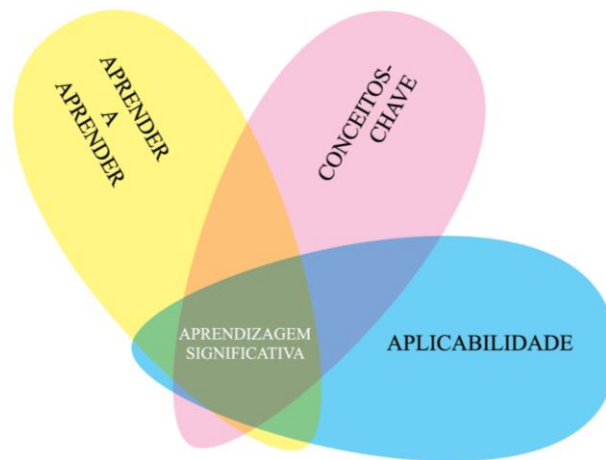 APRENDER
A
APRENDER
CONCEITOS-
CHAVE
APLICABILIDADE
APRENDIZAGEM
SIGNIFICATIVA